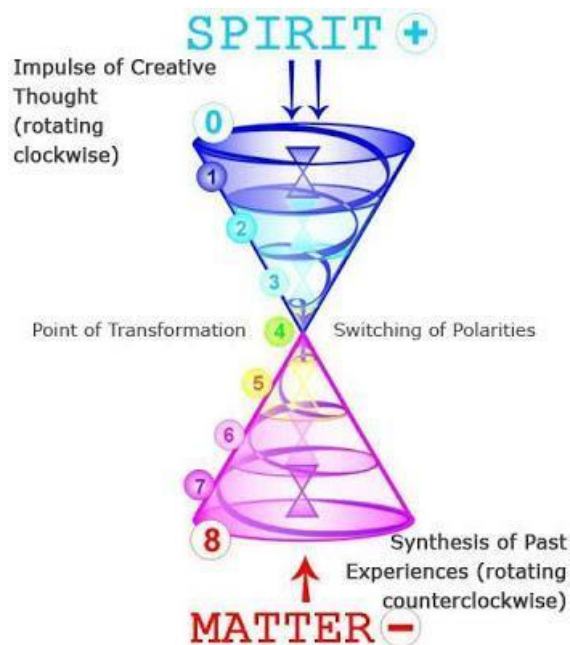 SPIRIT +
Impulse of Creative
Thought
(rotating
clockwise)
0
1
2
3
Point of Transformation 4 Switching of Polarities
5
6
7
8
Synthesis of Past
Experiences (rotating
counterclockwise)
MATTER −